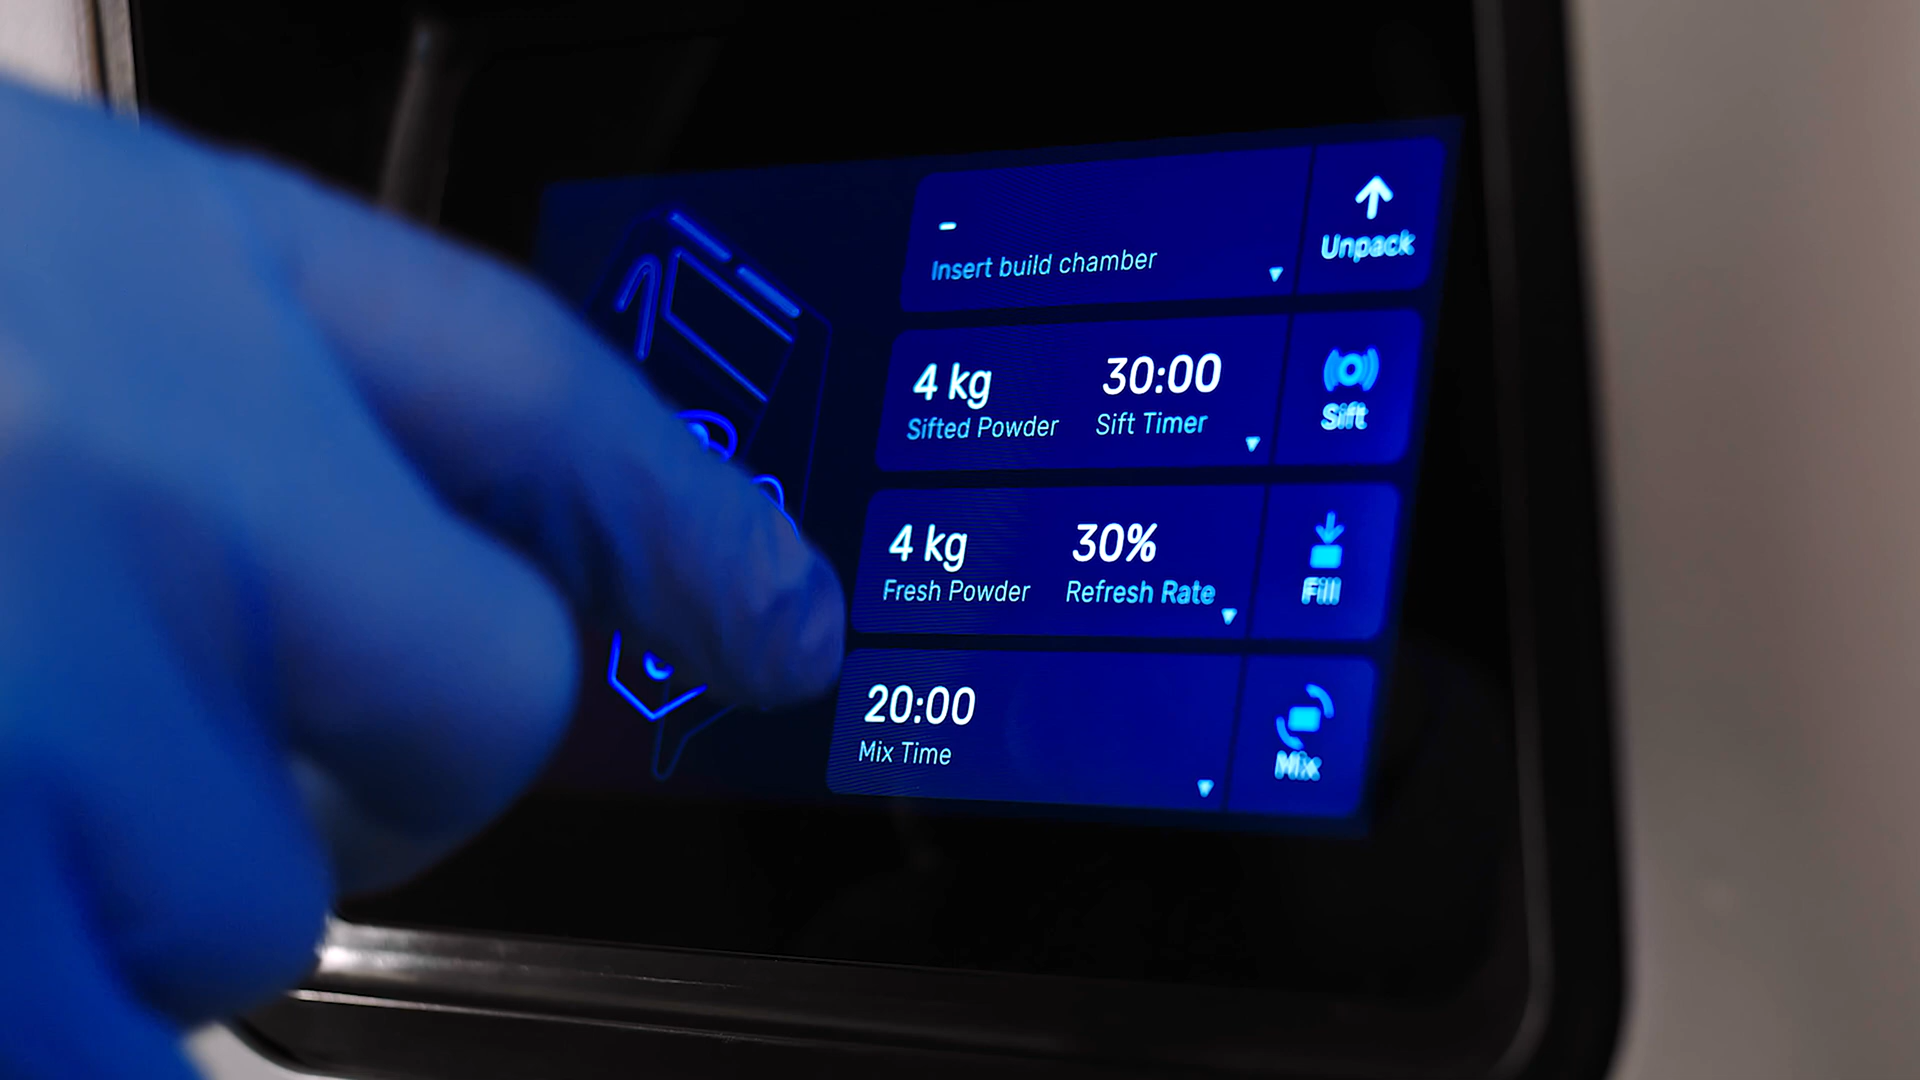 -
Insert build chamber
Unpack
4 kg 30:00
Sifted Powder Sift Timer
Sift
4 kg 30%
Fresh Powder Refresh Rate
Fill
20:00
Mix Time
Mix